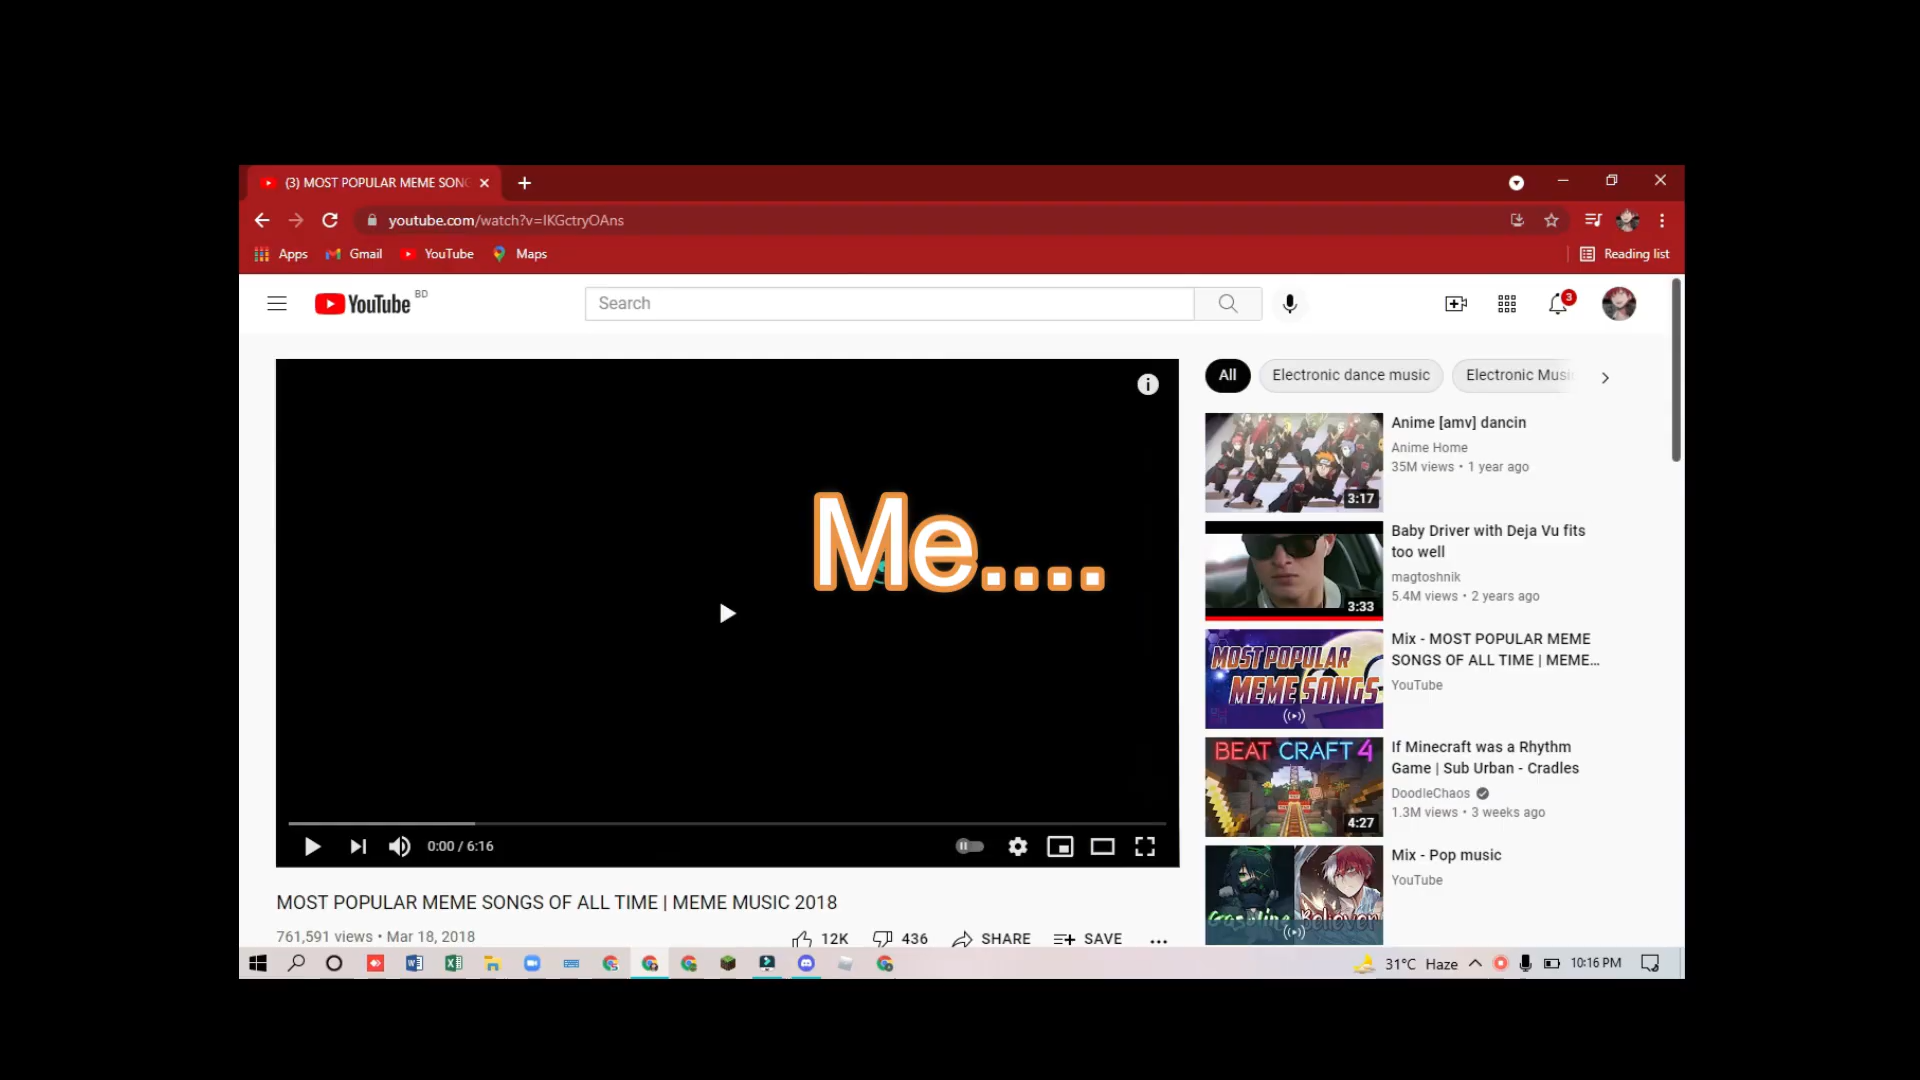 (3) MOST POPULAR MEME SONG
youtube.com/watch?v=IKGctryOAns
Apps Gmail YouTube Maps
Reading list
YouTube BD
Search
3
Me....
0:00 / 6:16
MOST POPULAR MEME SONGS OF ALL TIME | MEME MUSIC 2018
761,591 views • Mar 18, 2018
12K 436 SHARE SAVE
All Electronic dance music Electronic Musi
3:17
Anime [amv] dancin
Anime Home
35M views • 1 year ago
3:33
Baby Driver with Deja Vu fits
too well
magtoshnik
5.4M views • 2 years ago
MOST POPULAR
MEME SONGS
Mix - MOST POPULAR MEME
SONGS OF ALL TIME | MEME...
YouTube
BEAT CRAFT 4
4:27
If Minecraft was a Rhythm
Game | Sub Urban - Cradles
DoodleChaos
1.3M views • 3 weeks ago
Gasoline Believer
Mix - Pop music
YouTube
31°C Haze 10:16 PM